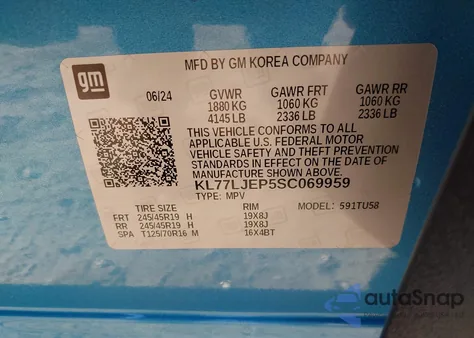 gm
MFD BY GM KOREA COMPANY
06/24
GVWR GAWR FRT GAWR RR
1880 KG 1060 KG 1060 KG
4145 LB 2336 LB 2336 LB
THIS VEHICLE CONFORMS TO ALL
APPLICABLE U.S. FEDERAL MOTOR
VEHICLE SAFETY AND THEFT PREVENTION
STANDARDS IN EFFECT ON THE DATE OF
MANUFACTURE SHOWN ABOVE.
KL77LJEP5SC069959
TYPE: MPV MODEL: 591TU58
TIRE SIZE RIM
FRT 245/45R19 H 19X8J
RR 245/45R19 H 19X8J
SPA T125/70R16 M 16X4BT
autoSnap